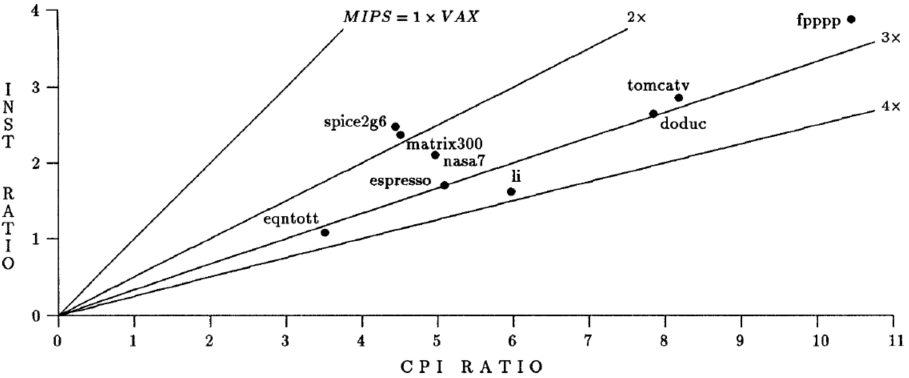 4
MIPS = 1 × VAX
2×
fpppp
3×
3
tomcatv
4×
spice2g6
doduc
matrix300
2
nasa7
espresso
li
eqntott
1
0
INST RATIO
0 1 2 3 4 5 6 7 8 9 10 11
CPI RATIO